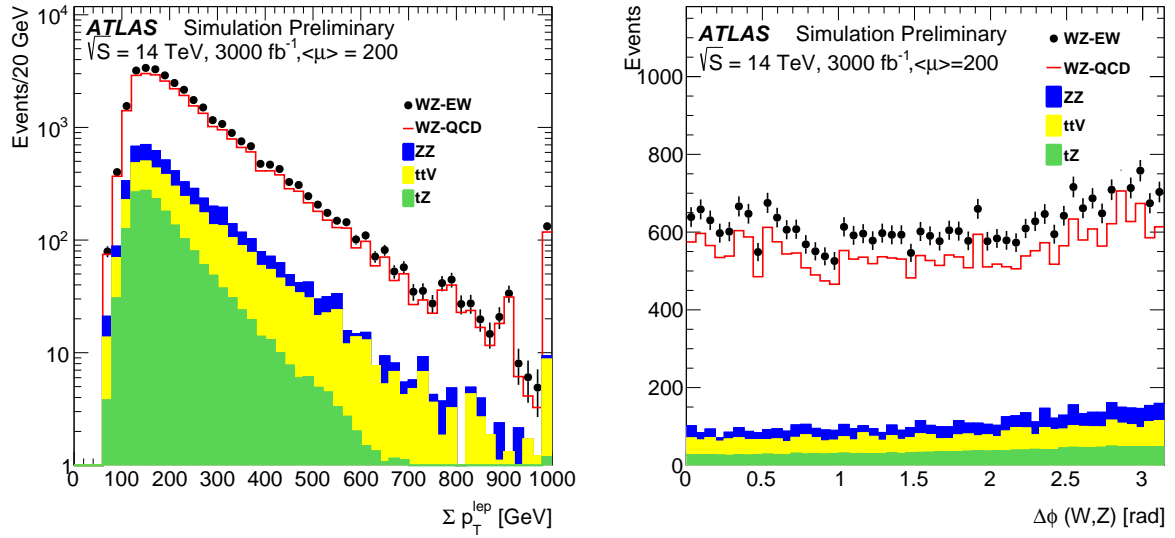 ATLAS Simulation Preliminary
√S = 14 TeV, 3000 fb⁻¹,<μ> = 200
Events/20 GeV
10⁴
10³
10²
10
1
WZ-EW
WZ-QCD
ZZ
ttV
tZ
0 100 200 300 400 500 600 700 800 900 1000
Σ p_T^lep [GeV]
ATLAS Simulation Preliminary
√S = 14 TeV, 3000 fb⁻¹,<μ>=200
Events
1000
800
600
400
200
0
WZ-EW
WZ-QCD
ZZ
ttV
tZ
0 0.5 1 1.5 2 2.5 3
Δϕ (W,Z) [rad]